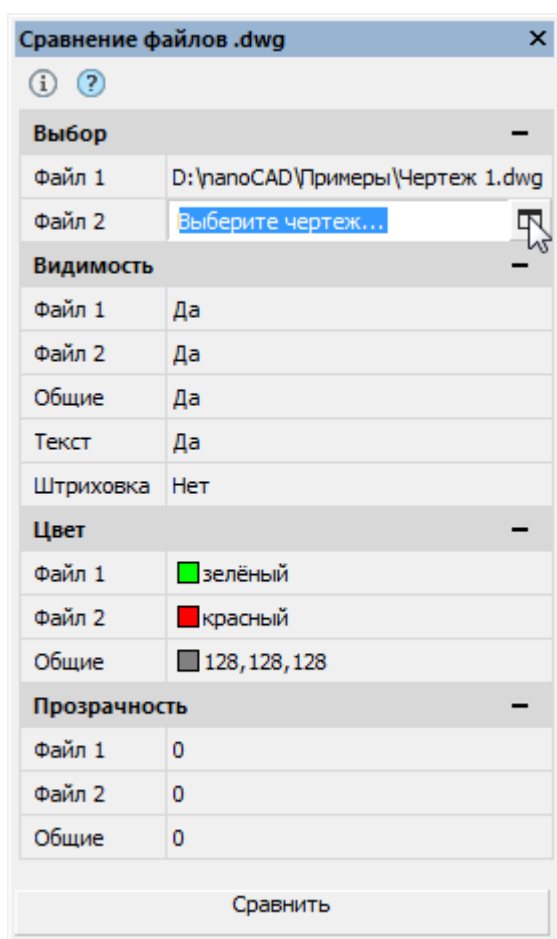 Сравнение файлов .dwg
Выбор
Файл 1 D:\nanoCAD\Примеры\Чертеж 1.dwg
Файл 2 Выберите чертеж...
Видимость
Файл 1 Да
Файл 2 Да
Общие Да
Текст Да
Штриховка Нет
Цвет
Файл 1 зелёный
Файл 2 красный
Общие 128,128,128
Прозрачность
Файл 1 0
Файл 2 0
Общие 0
Сравнить